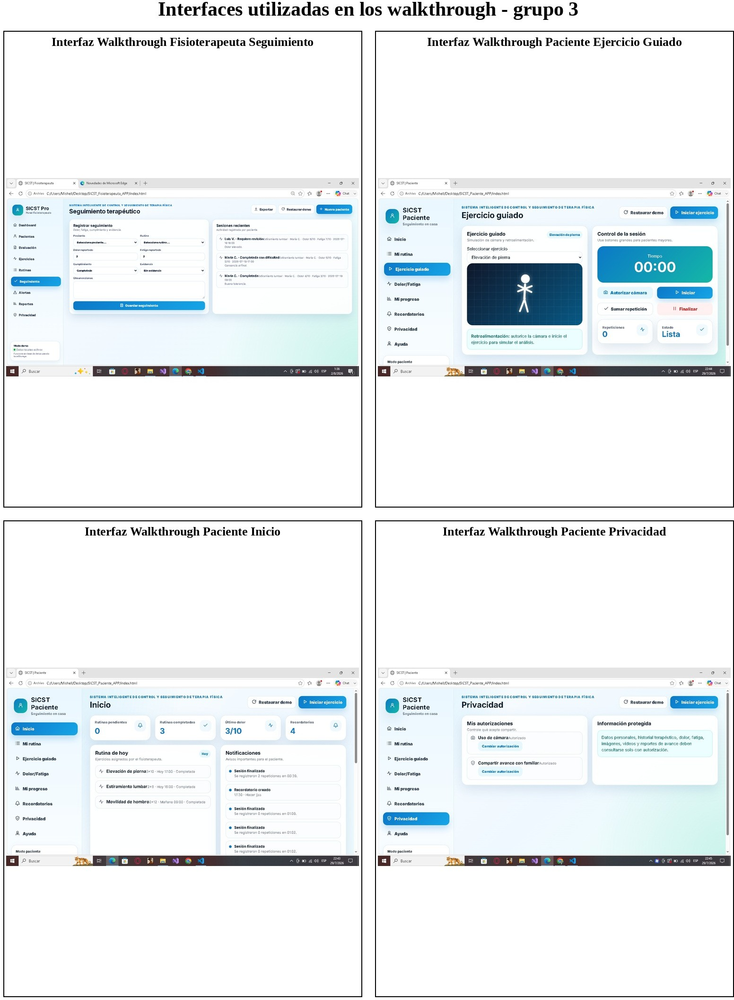 Interfaces utilizadas en los walkthrough - grupo 3
Interfaz Walkthrough Fisioterapeuta Seguimiento
SICST | Fisioterapeuta
Novedades de Microsoft Edge
Archivo C:/Users/Mishell/Desktop/SICST_Fisioterapeuta_APP/index.html
Chat
SICST Pro
Panel fisioterapeuta
Dashboard
Pacientes
Evaluación
Ejercicios
Rutinas
Seguimiento
Alertas
Reportes
Privacidad
Modo demo
Datos locales activos
Funciona sin base de datos usando
localStorage.
SISTEMA INTELIGENTE DE CONTROL Y SEGUIMIENTO DE TERAPIA FÍSICA
Seguimiento terapéutico
Exportar
Restaurar demo
Nuevo paciente
Registrar seguimiento
Dolor, fatiga, cumplimiento y evidencia.
Paciente
Rutina
Seleccione paciente...
Seleccione rutina...
Dolor reportado
Fatiga reportada
3
3
Cumplimiento
Evidencia
Completada
Sin evidencia
Observaciones
Guardar seguimiento
Sesiones recientes
Actividad registrada por paciente.
Luis V. · Requiere revisiónEstiramiento lumbar · María C. · Dolor 8/10 · Fatiga 7/10 · 2026-07-
19 18:00
Dolor elevado.
María C. · Completada con dificultadEstiramiento lumbar · María C. · Dolor 5/10 · Fatiga
5/10 · 2026-07-19 17:00
Cansancio al final.
María C. · CompletadaEstiramiento lumbar · María C. · Dolor 4/10 · Fatiga 3/10 · 2026-07-19
09:00
Buena tolerancia.
Buscar
ESP
1:36
2/8/2026
Interfaz Walkthrough Paciente Ejercicio Guiado
SICST | Paciente
Archivo C:/Users/Mishell/Desktop/SICST_Paciente_APP/index.html
Chat
SICST
Paciente
Seguimiento en casa
Inicio
Mi rutina
Ejercicio guiado
Dolor/Fatiga
Mi progreso
Recordatorios
Privacidad
Ayuda
Modo paciente
SISTEMA INTELIGENTE DE CONTROL Y SEGUIMIENTO DE TERAPIA FÍSICA
Ejercicio guiado
Restaurar demo
Iniciar ejercicio
Ejercicio guiado
Elevación de pierna
Simulación de cámara y retroalimentación.
Seleccionar ejercicio
Elevación de pierna
Retroalimentación: autorice la cámara e inicie el
ejercicio para simular el análisis.
Control de la sesión
Use botones grandes para pacientes mayores.
Tiempo
00:00
Autorizar cámara
Iniciar
Sumar repetición
Finalizar
Repeticiones
0
Estado
Lista
Buscar
ESP
22:44
29/7/2026
Interfaz Walkthrough Paciente Inicio
SICST | Paciente
Archivo C:/Users/Mishell/Desktop/SICST_Paciente_APP/index.html
Chat
SICST
Paciente
Seguimiento en casa
Inicio
Mi rutina
Ejercicio guiado
Dolor/Fatiga
Mi progreso
Recordatorios
Privacidad
Ayuda
Modo paciente
SISTEMA INTELIGENTE DE CONTROL Y SEGUIMIENTO DE TERAPIA FÍSICA
Inicio
Restaurar demo
Iniciar ejercicio
Rutinas pendientes
0
Rutinas completadas
3
Último dolor
3/10
Recordatorios
4
Rutina de hoy
Hoy
Ejercicios asignados por el fisioterapeuta.
Elevación de pierna3×10 · Hoy 17:00 · Completada
Estiramiento lumbar2×8 · Hoy 18:00 · Completada
Movilidad de hombro2×12 · Mañana 09:00 · Completada
Notificaciones
Avisos importantes para el paciente.
Sesión finalizada
Se registraron 2 repeticiones en 00:39.
Recordatorio creado
17:30 · Hacer jjss
Sesión finalizada
Se registraron 0 repeticiones en 01:09.
Sesión finalizada
Se registraron 0 repeticiones en 01:02.
Sesión finalizada
Se registraron 0 repeticiones en 01:02.
Buscar
ESP
22:43
29/7/2026
Interfaz Walkthrough Paciente Privacidad
SICST | Paciente
Archivo C:/Users/Mishell/Desktop/SICST_Paciente_APP/index.html
Chat
SICST
Paciente
Seguimiento en casa
Inicio
Mi rutina
Ejercicio guiado
Dolor/Fatiga
Mi progreso
Recordatorios
Privacidad
Ayuda
Modo paciente
SISTEMA INTELIGENTE DE CONTROL Y SEGUIMIENTO DE TERAPIA FÍSICA
Privacidad
Restaurar demo
Iniciar ejercicio
Mis autorizaciones
Controle qué acepta compartir.
Uso de cámaraAutorizado
Cambiar autorización
Compartir avance con familiarAutorizado
Cambiar autorización
Información protegida
Datos personales, historial terapéutico, dolor, fatiga,
imágenes, videos y reportes de avance deben
consultarse solo con autorización.
Buscar
ESP
22:45
29/7/2026